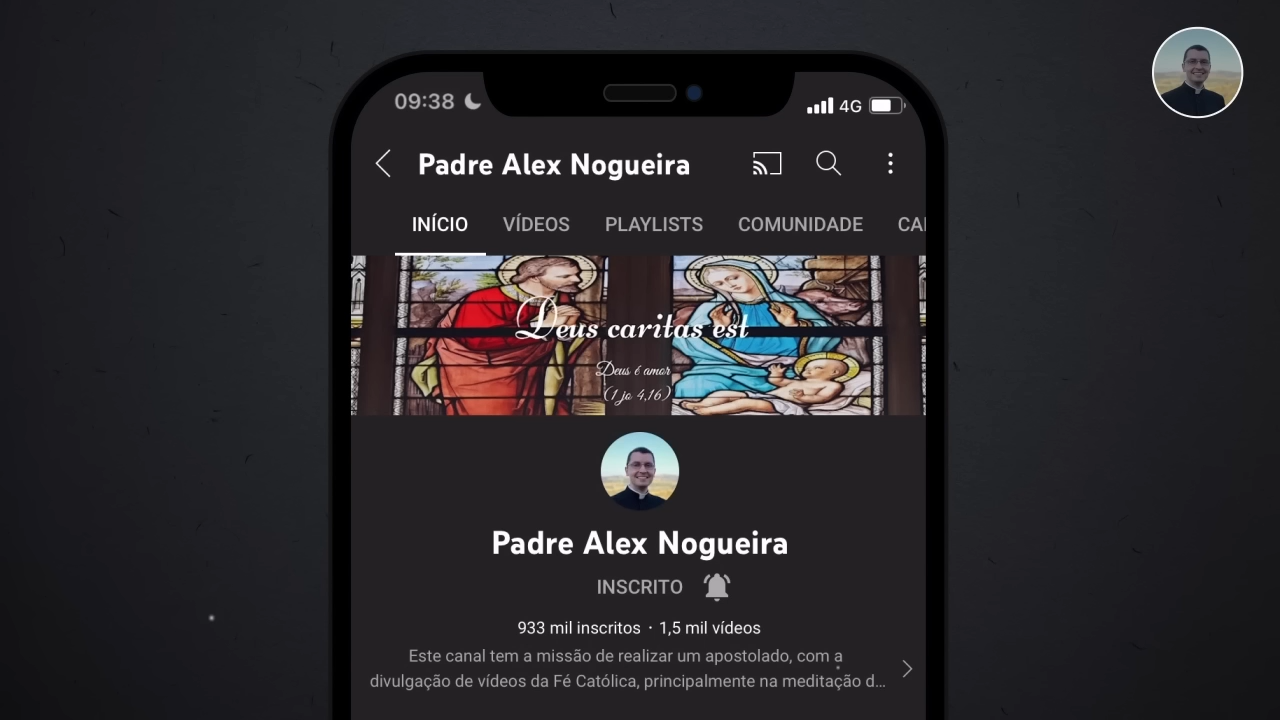 09:38
4G
Padre Alex Nogueira
INÍCIO VÍDEOS PLAYLISTS COMUNIDADE CA
Deus caritas est
Deus é amor
(1 jo 4,16)
Padre Alex Nogueira
INSCRITO
933 mil inscritos · 1,5 mil vídeos
Este canal tem a missão de realizar um apostolado, com a
divulgação de vídeos da Fé Católica, principalmente na meditação d...